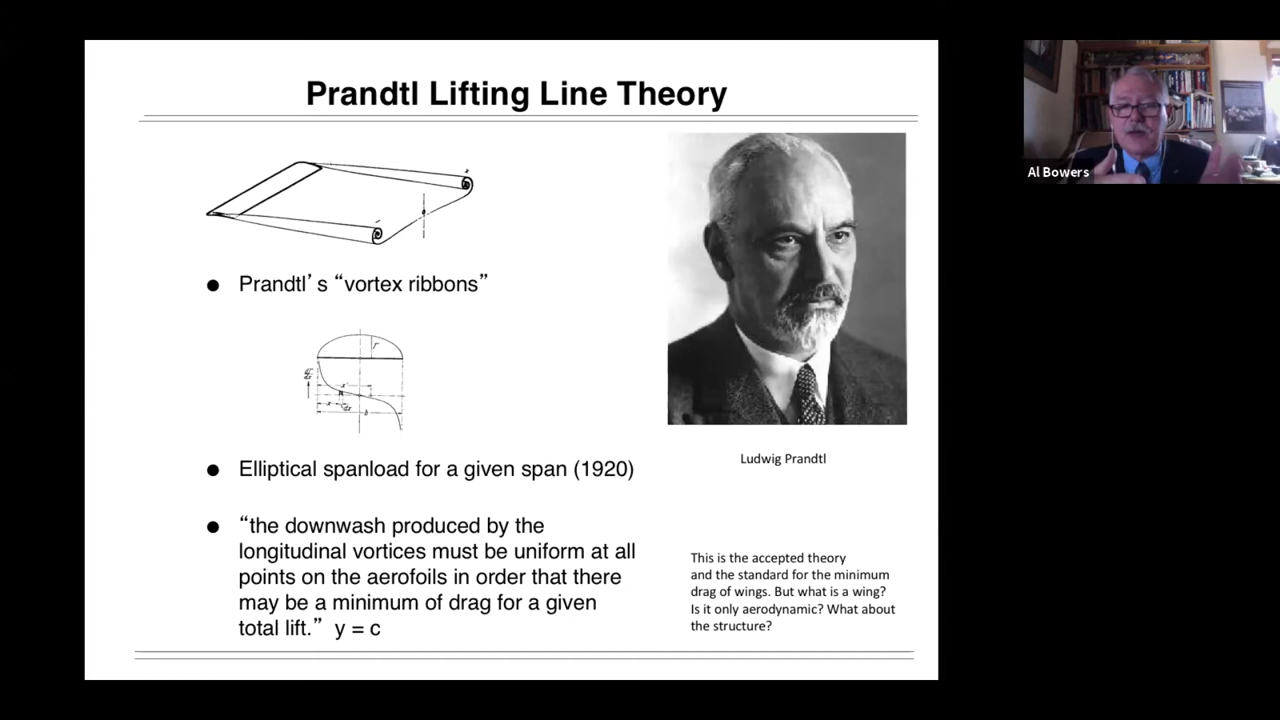 Prandtl Lifting Line Theory
Prandtl’s “vortex ribbons”
Elliptical spanload for a given span (1920)
“the downwash produced by the
longitudinal vortices must be uniform at all
points on the aerofoils in order that there
may be a minimum of drag for a given
total lift.” y = c
Ludwig Prandtl
This is the accepted theory
and the standard for the minimum
drag of wings. But what is a wing?
Is it only aerodynamic? What about
the structure?
Al Bowers